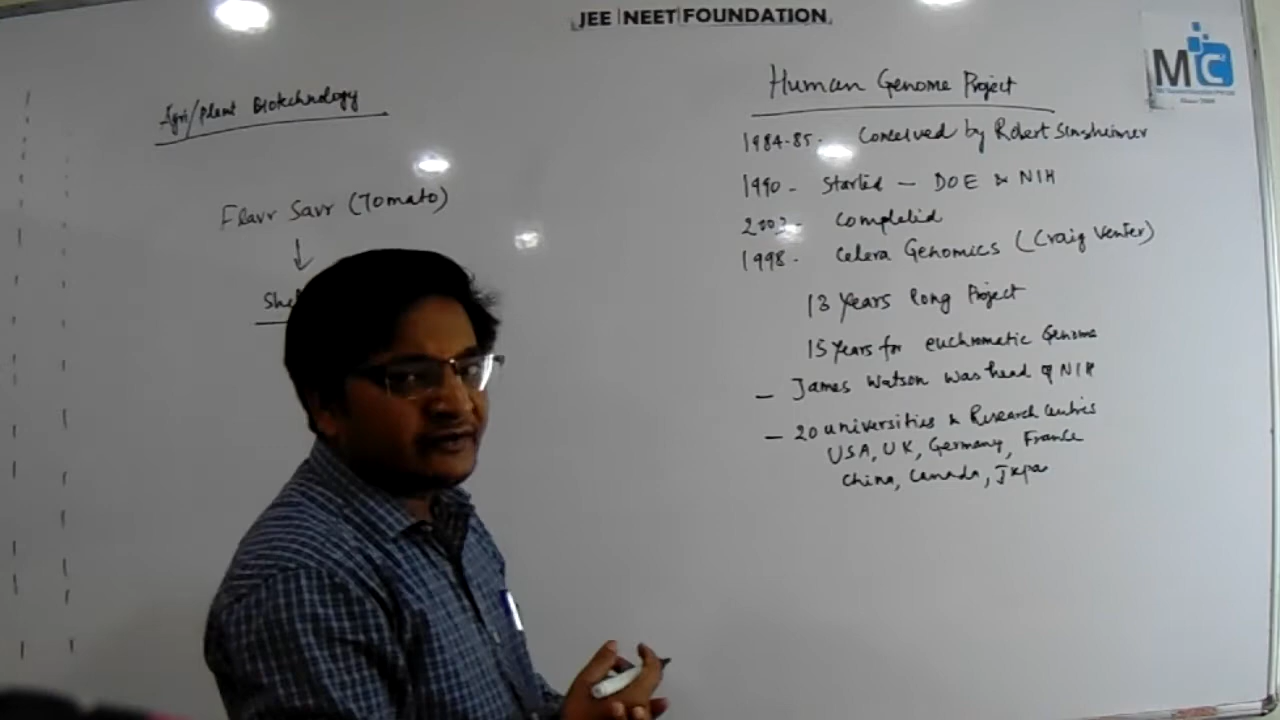 JEE NEET FOUNDATION
MC
Agri/Plant Biotechnology
Flavr Savr (Tomato)
Human Genome Project
1984-85- Conceived by Robert Sinsheimer
1990 - Started - DOE & NIH
2003- Completed
1998- Celera Genomics (Craig Venter)
13 Years long Project
15 Years for euchromatic Genome
- James Watson was head of NIH
- 20 universities & Research Centres
USA, UK, Germany, France
China, Canada, Japa